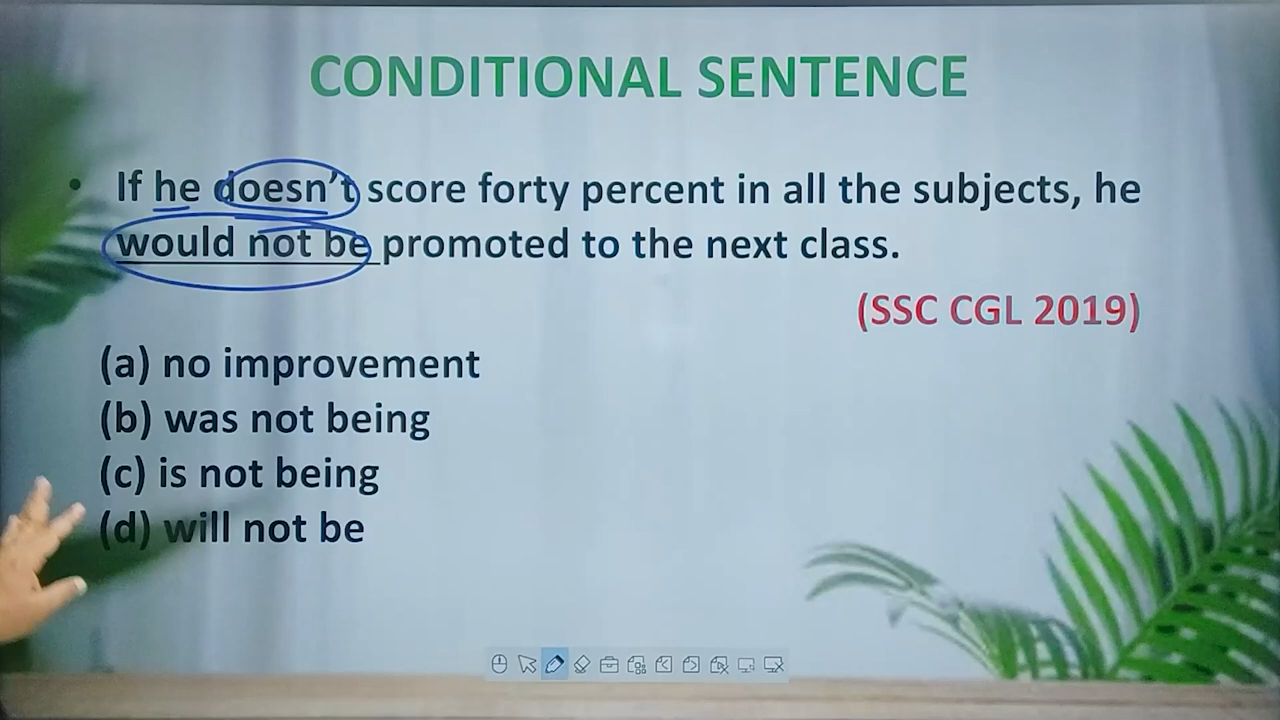 CONDITIONAL SENTENCE
• If he doesn't score forty percent in all the subjects, he
would not be promoted to the next class.
(SSC CGL 2019)
(a) no improvement
(b) was not being
(c) is not being
(d) will not be